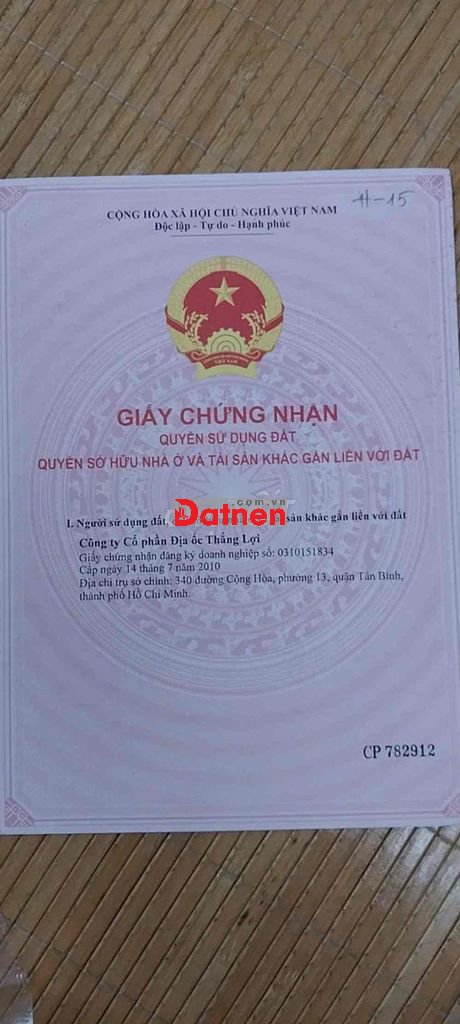 H-15
CỘNG HÒA XÃ HỘI CHỦ NGHĨA VIỆT NAM
Độc lập - Tự do - Hạnh phúc
VIỆT NAM
GIẤY CHỨNG NHẬN
QUYỀN SỬ DỤNG ĐẤT
QUYỀN SỞ HỮU NHÀ Ở VÀ TÀI SẢN KHÁC GẮN LIỀN VỚI ĐẤT
.com.vn
Datnen
I. Người sử dụng đất, sản khác gắn liền với đất
Công ty Cổ phần Địa ốc Thắng Lợi
Giấy chứng nhận đăng ký doanh nghiệp số: 0310151834
Cấp ngày 14 tháng 7 năm 2010
Địa chỉ trụ sở chính: 340 đường Cộng Hòa, phường 13, quận Tân Bình,
thành phố Hồ Chí Minh.
CP 782912